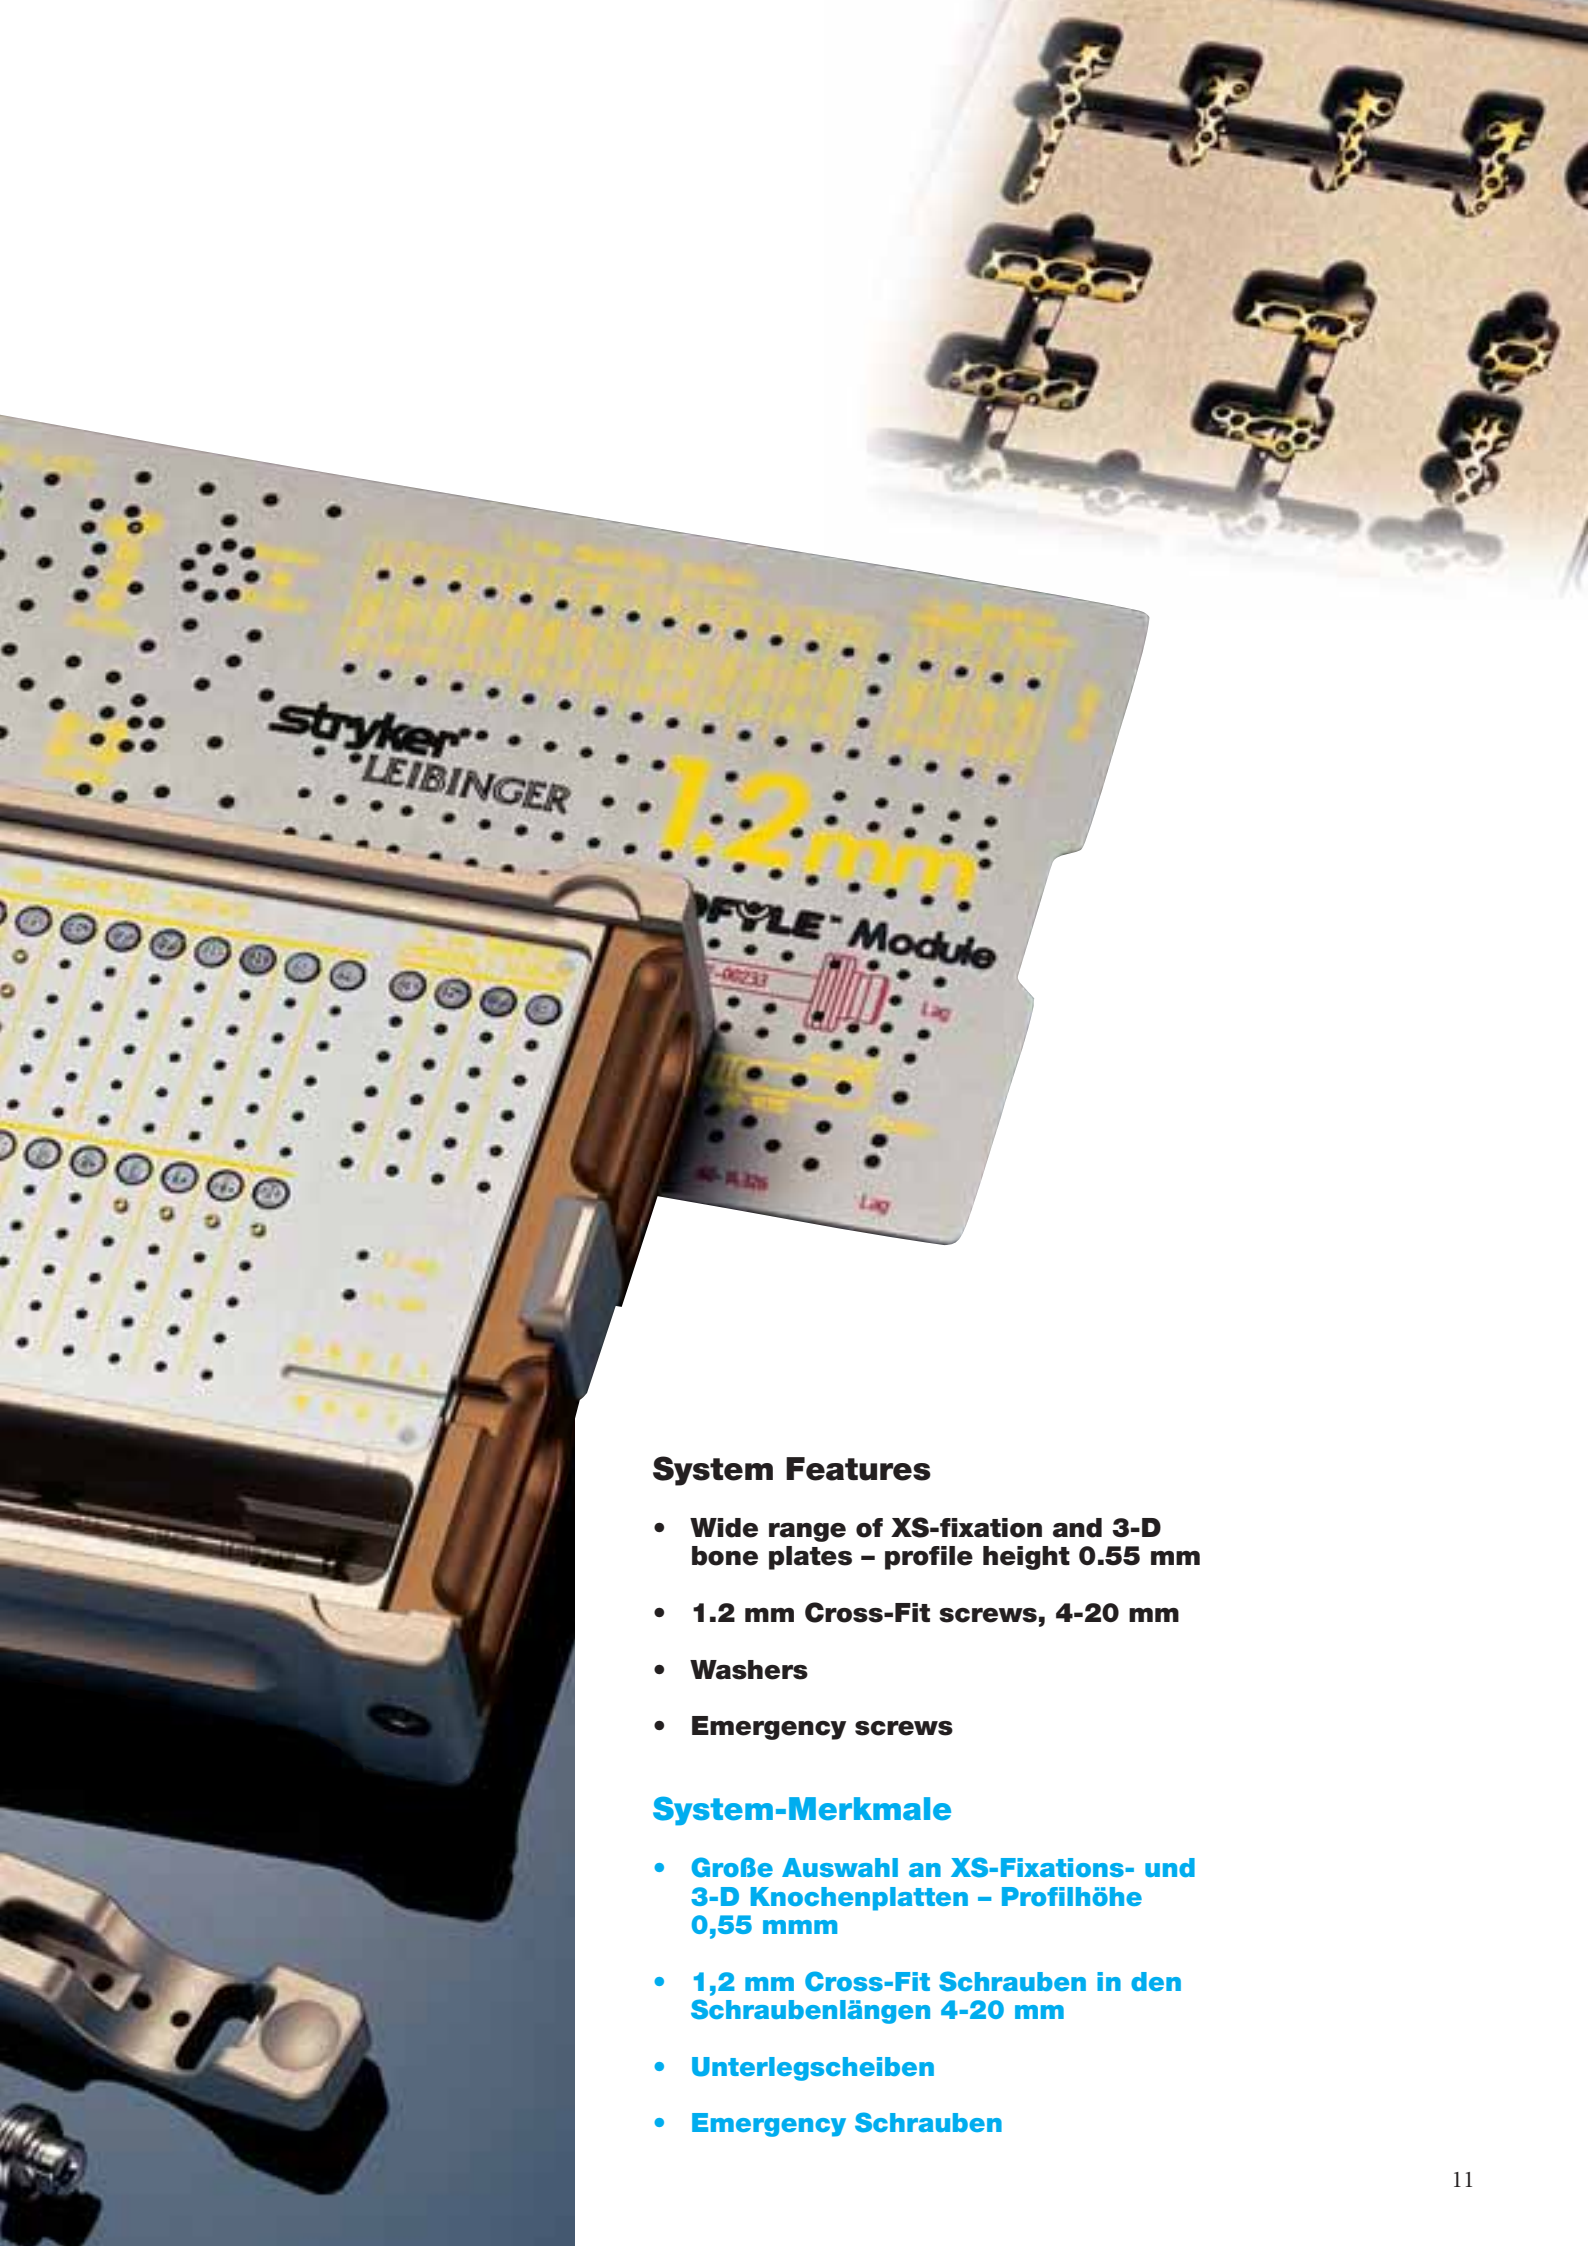 stryker
LEIBINGER
1.2mm
Module
Lag
Lag
System Features
• Wide range of XS-fixation and 3-D
bone plates – profile height 0.55 mm
• 1.2 mm Cross-Fit screws, 4-20 mm
• Washers
• Emergency screws
System-Merkmale
• Große Auswahl an XS-Fixations- und
3-D Knochenplatten – Profilhöhe
0,55 mmm
• 1,2 mm Cross-Fit Schrauben in den
Schraubenlängen 4-20 mm
• Unterlegscheiben
• Emergency Schrauben
11